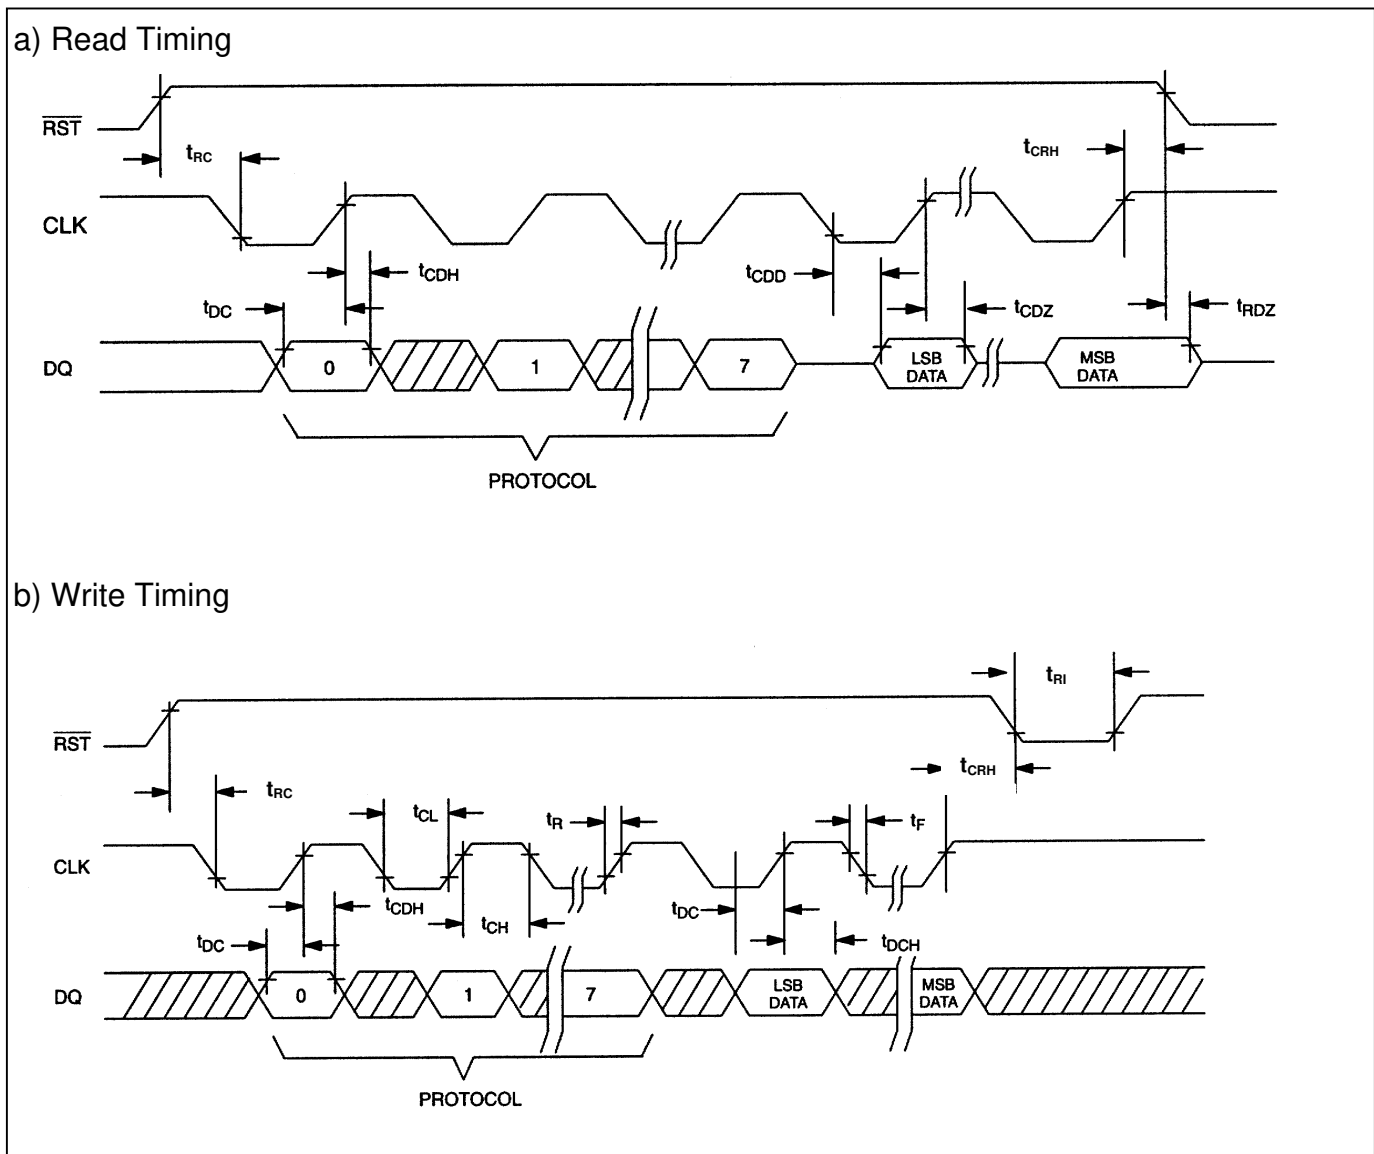 a) Read Timing
RST
tRC
tCRH
CLK
tCDH
tCDD
tDC
tCDZ
tRDZ
DQ
0
1
7
LSB
DATA
MSB
DATA
PROTOCOL
b) Write Timing
tRI
RST
tCRH
tRC
tCL
tR
tF
CLK
tCDH
tCH
tDC
tDC
tDCH
DQ
0
1
7
LSB
DATA
MSB
DATA
PROTOCOL